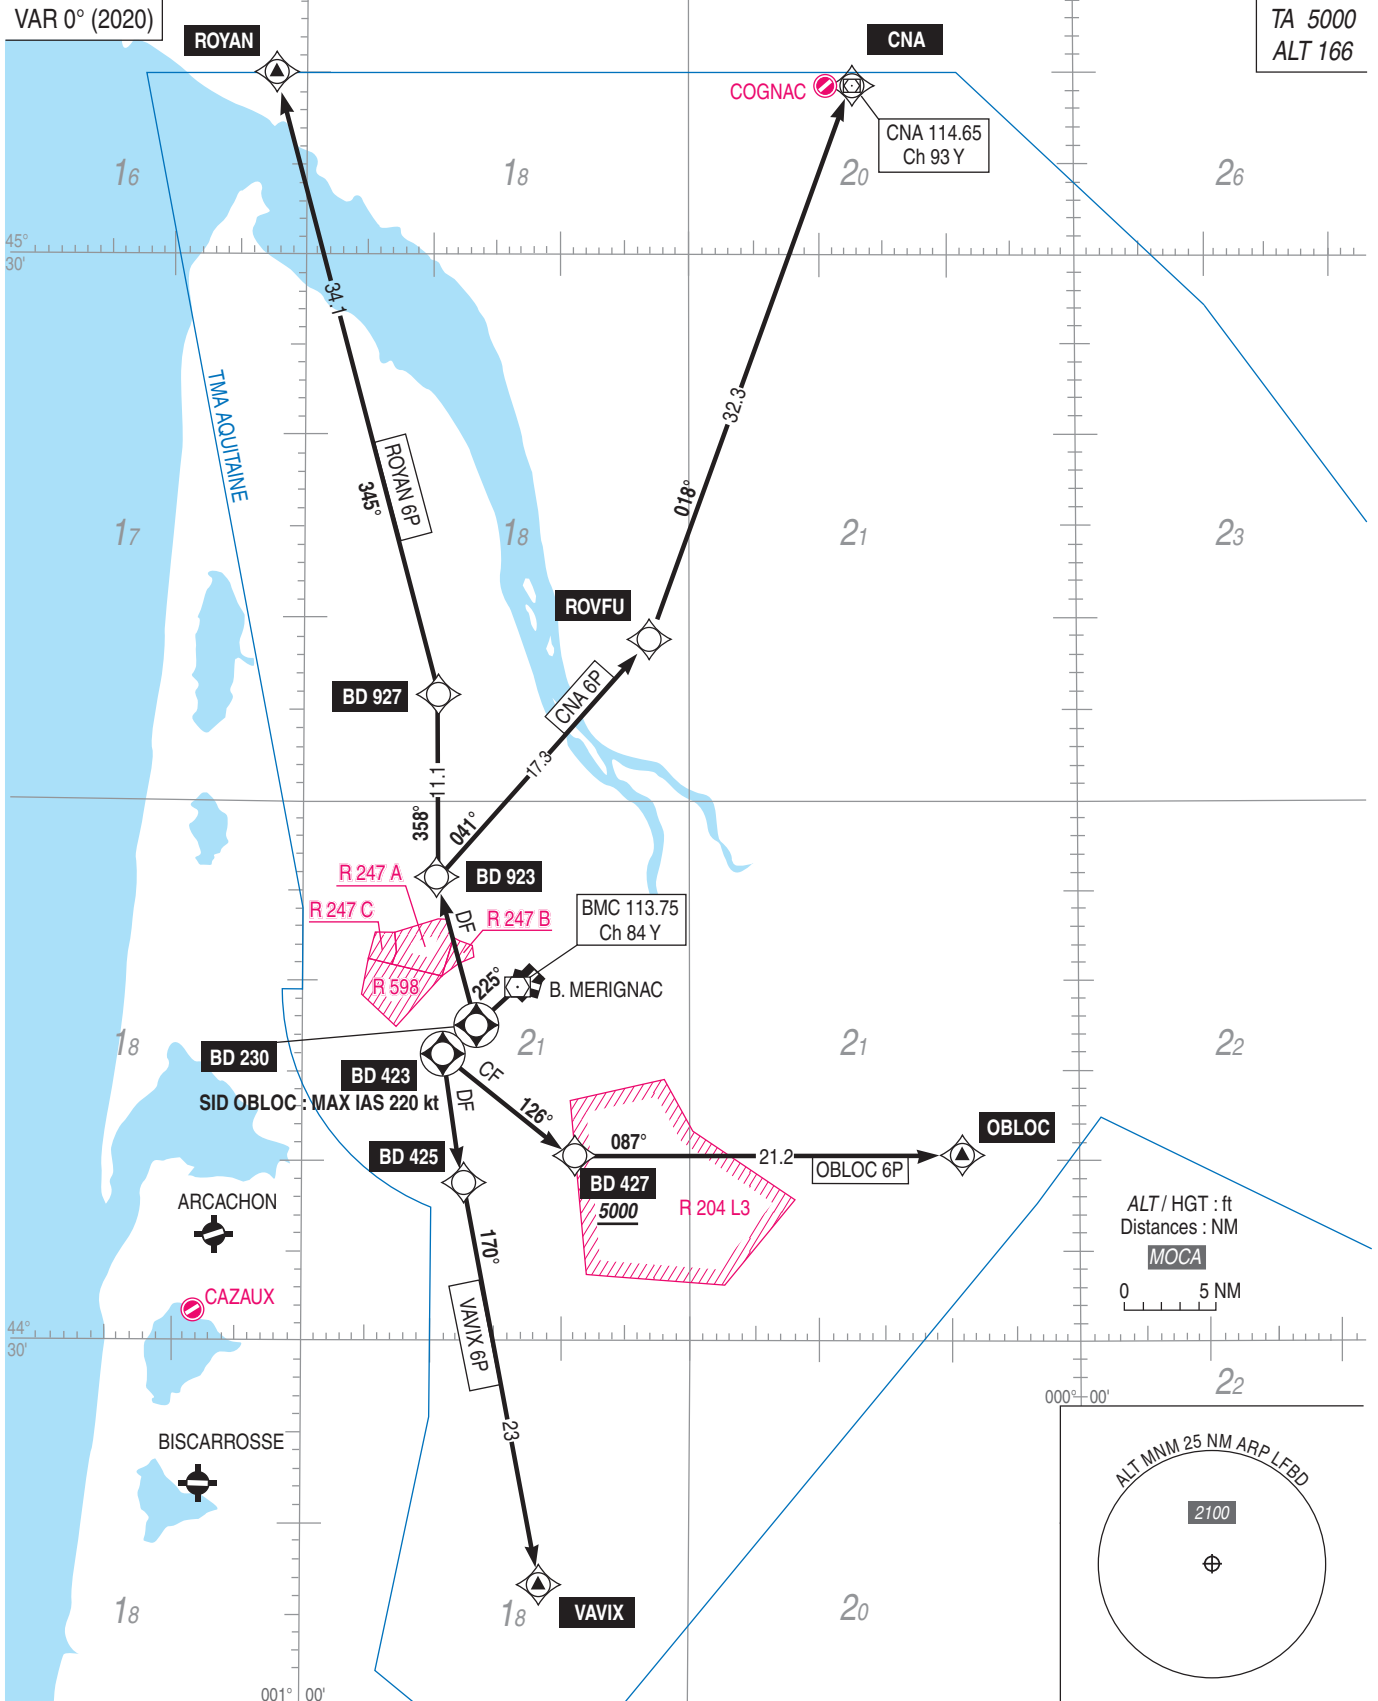 VAR 0° (2020)
ROYAN
CNA
TA 5000
ALT 166
COGNAC
CNA 114.65
Ch 93 Y
16
18
20
26
45°
30'
34.1
32.3
TMA AQUITAINE
ROYAN 6P
345°
018°
17
18
21
23
ROVFU
BD 927
CNA 6P
17.3
11.1
358°
041°
R 247 A
BD 923
R 247 C
DF
R 247 B
BMC 113.75
Ch 84 Y
R 598
225°
B. MERIGNAC
18
21
21
22
BD 230
BD 423
CF
SID OBLOC : MAX IAS 220 kt
DF
126°
087°
OBLOC
BD 425
21.2
OBLOC 6P
BD 427
5000
R 204 L3
ARCACHON
170°
ALT / HGT : ft
Distances : NM
MOCA
0 5 NM
CAZAUX
VAVIX 6P
44°
30'
22
000° 00'
23
BISCARROSSE
ALT MNM 25 NM ARP LFBD
2100
18
18
VAVIX
20
001° 00'